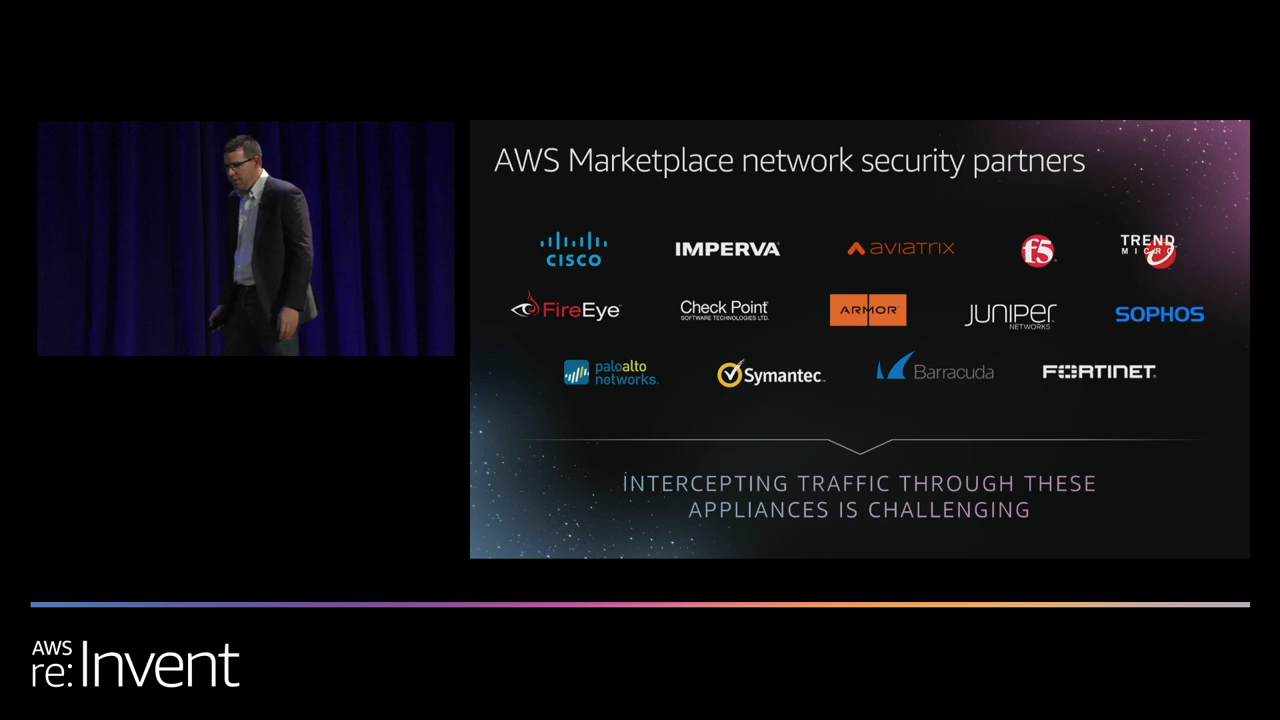 AWS Marketplace network security partners
CISCO
IMPERVA
AVIATRIX
f5
TREND
MICRO
FireEye
Check Point
SOFTWARE TECHNOLOGIES LTD.
ARMOR
JUNIPER
NETWORKS
SOPHOS
paloalto
networks
Symantec
Barracuda
FORTINET
INTERCEPTING TRAFFIC THROUGH THESE
APPLIANCES IS CHALLENGING
AWS
re:Invent